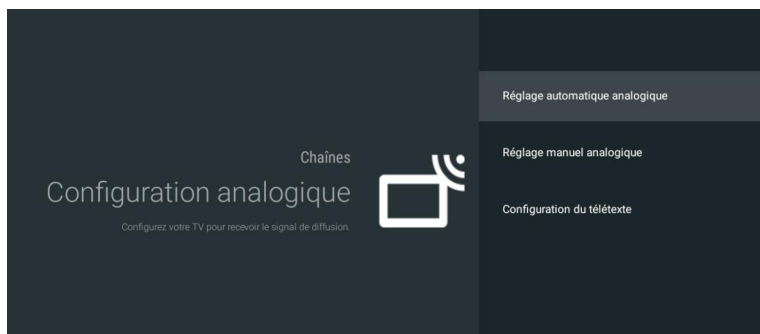 Chaînes
Configuration analogique
Configurez votre TV pour recevoir le signal de diffusion.
Réglage automatique analogique
Réglage manuel analogique
Configuration du télétexte